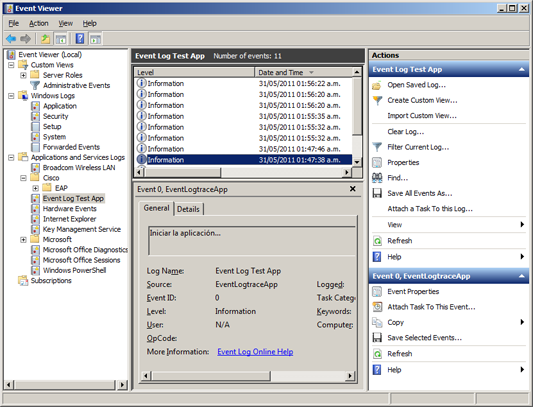 Event Viewer
File Action View Help
Event Viewer (Local)
Custom Views
Server Roles
Administrative Events
Windows Logs
Application
Security
Setup
System
Forwarded Events
Applications and Services Logs
Broadcom Wireless LAN
Cisco
EAP
Event Log Test App
Hardware Events
Internet Explorer
Key Management Service
Microsoft
Microsoft Office Diagnostics
Microsoft Office Sessions
Windows PowerShell
Subscriptions
Event Log Test App Number of events: 11
Level Date and Time
Information 31/05/2011 01:56:22 a.m.
Information 31/05/2011 01:56:20 a.m.
Information 31/05/2011 01:56:20 a.m.
Information 31/05/2011 01:55:35 a.m.
Information 31/05/2011 01:55:32 a.m.
Information 31/05/2011 01:55:32 a.m.
Information 31/05/2011 01:47:46 a.m.
Information 31/05/2011 01:47:38 a.m.
Event 0, EventLogtraceApp
General Details
Iniciar la aplicación...
Log Name: Event Log Test App
Source: EventLogtraceApp Logged:
Event ID: 0 Task Categ
Level: Information Keywords:
User: N/A Computer:
OpCode:
More Information: Event Log Online Help
Actions
Event Log Test App
Open Saved Log...
Create Custom View...
Import Custom View...
Clear Log...
Filter Current Log...
Properties
Find...
Save All Events As...
Attach a Task To this Log...
View
Refresh
Help
Event 0, EventLogtraceApp
Event Properties
Attach Task To This Event...
Copy
Save Selected Events...
Refresh
Help